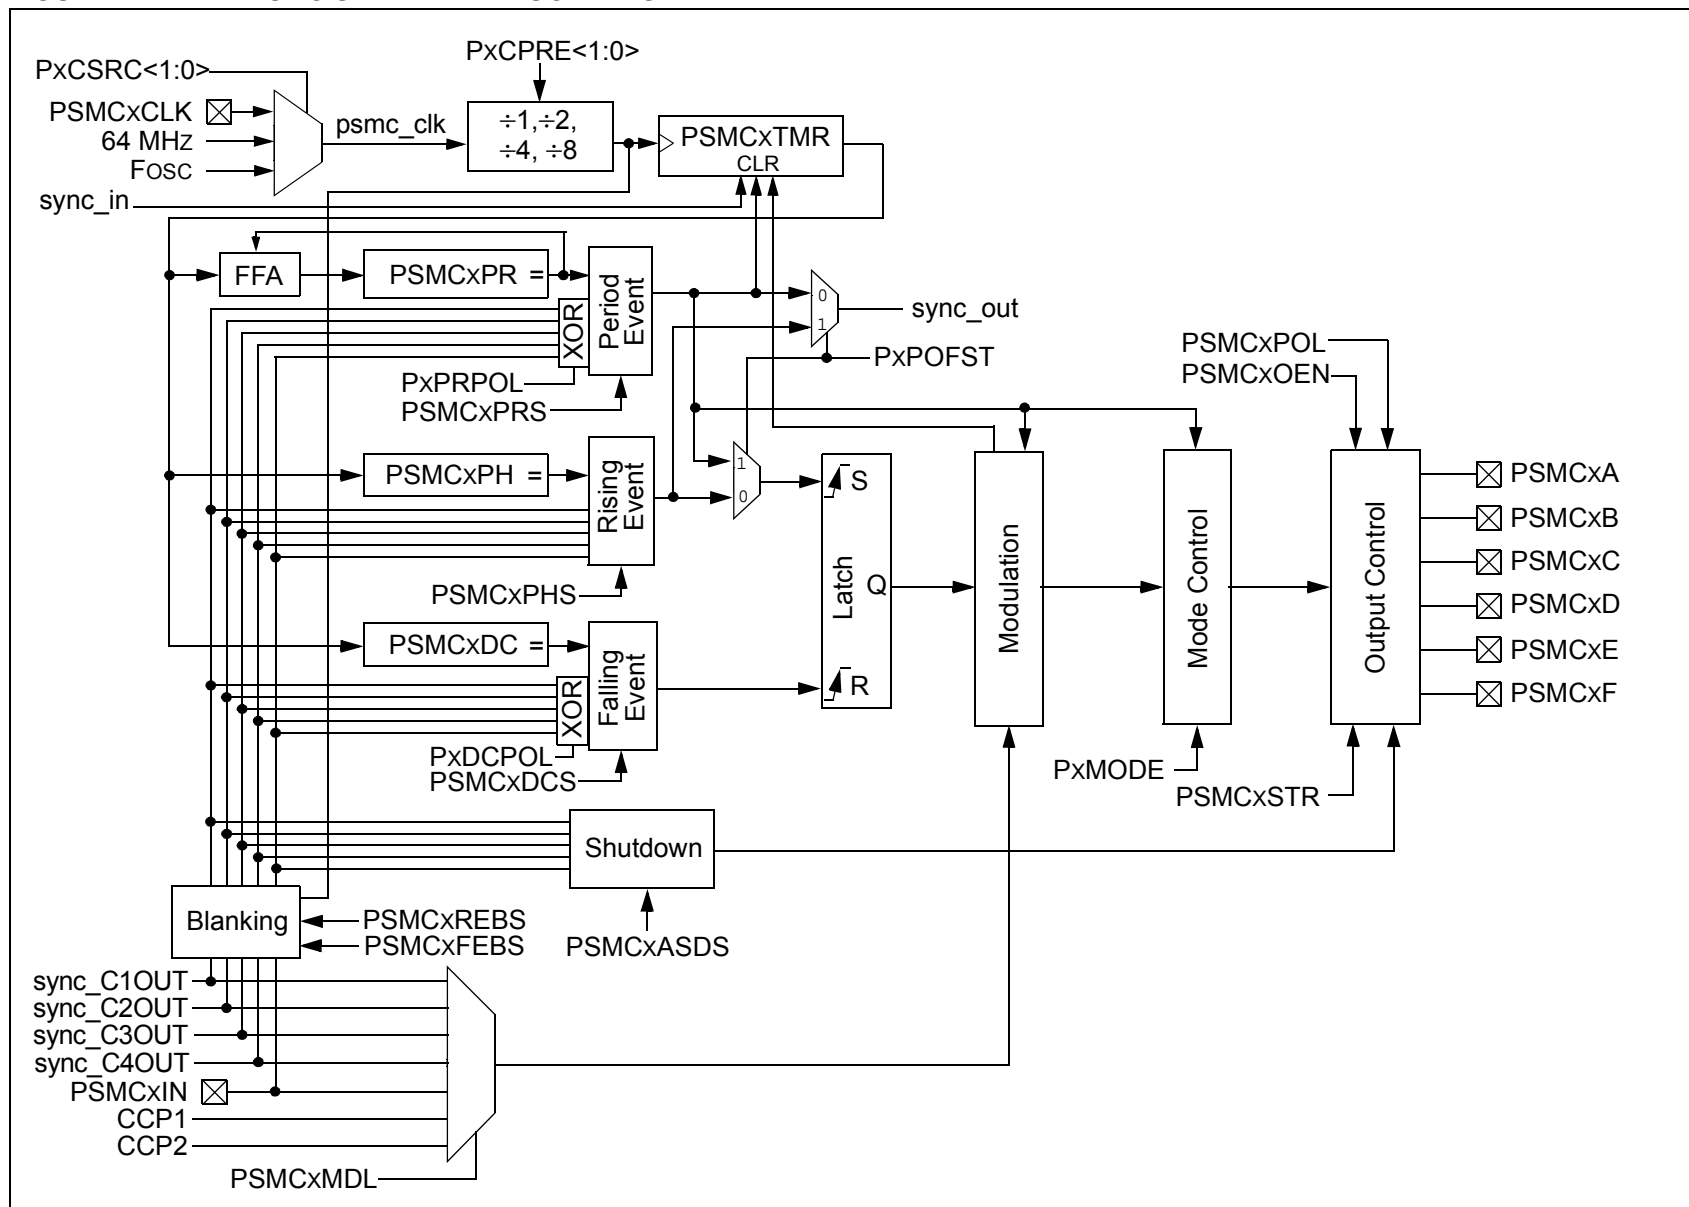 PxCPRE<1:0>
PxCSRC<1:0>
PSMCxCLK
64 MHz
FOSC
psmc_clk
÷1,÷2,
÷4, ÷8
PSMCxTMR
CLR
sync_in
FFA
PSMCxPR =
Period
Event
XOR
PxPRPOL
PSMCxPRS
0
1
sync_out
PxPOFST
PSMCxPH =
Rising
Event
PSMCxPHS
1
0
PSMCxDC =
Falling
Event
XOR
PxDCPOL
PSMCxDCS
S
Latch
Q
R
Modulation
Mode Control
PxMODE
PSMCxPOL
PSMCxOEN
Output Control
PSMCxSTR
PSMCxA
PSMCxB
PSMCxC
PSMCxD
PSMCxE
PSMCxF
Shutdown
PSMCxASDS
Blanking
PSMCxREBS
PSMCxFEBS
sync_C1OUT
sync_C2OUT
sync_C3OUT
sync_C4OUT
PSMCxIN
CCP1
CCP2
PSMCxMDL